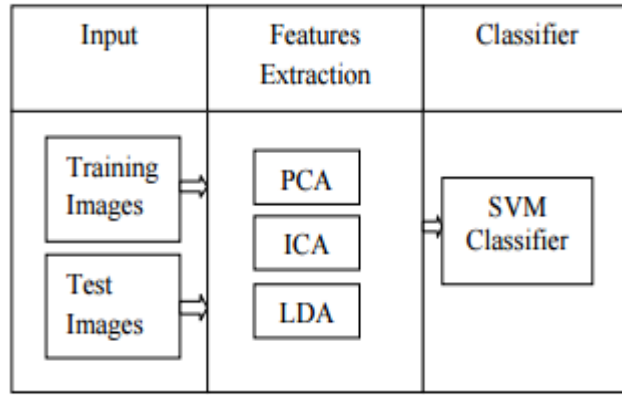 Input
Features
Extraction
Classifier
Training
Images
Test
Images
PCA
ICA
LDA
SVM
Classifier